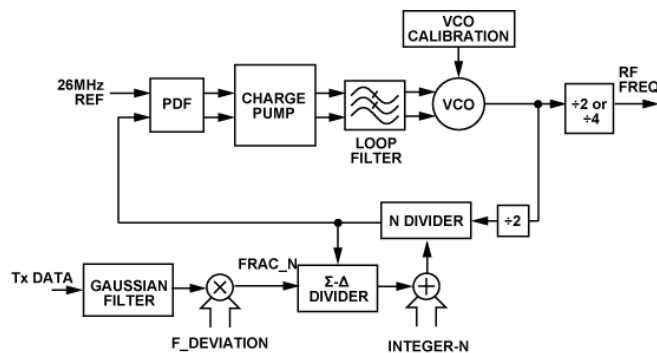 VCO
CALIBRATION
26MHz
REF
PDF
CHARGE
PUMP
LOOP
FILTER
VCO
÷2 or
÷4
RF
FREQ
N DIVIDER
÷2
Tx DATA
GAUSSIAN
FILTER
FRAC_N
Σ-Δ
DIVIDER
F_DEVIATION
INTEGER-N